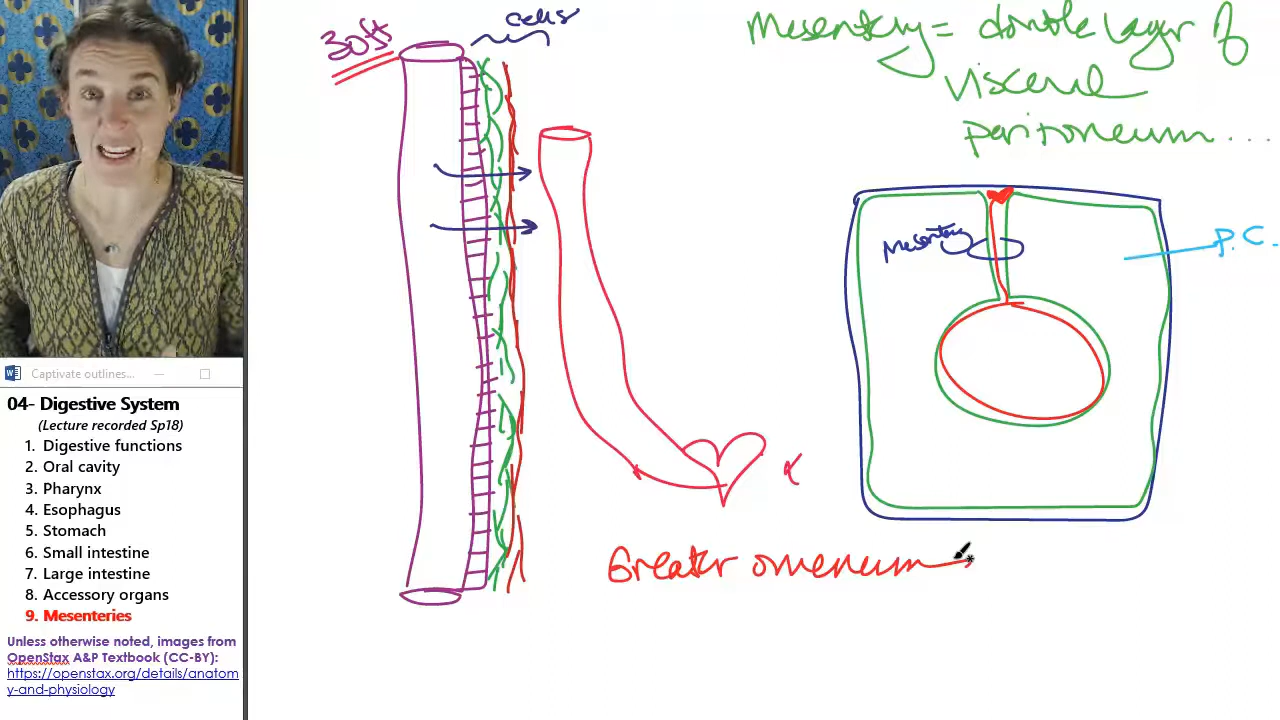 30ft
cells
Mesentery = double layer of
visceral
peritoneum ...
mesentery
P.C.
Greater omenum
Captivate outlines...
04- Digestive System
(Lecture recorded Sp18)
1. Digestive functions
2. Oral cavity
3. Pharynx
4. Esophagus
5. Stomach
6. Small intestine
7. Large intestine
8. Accessory organs
9. Mesenteries
Unless otherwise noted, images from
OpenStax A&P Textbook (CC-BY):
https://openstax.org/details/anatom
y-and-physiology